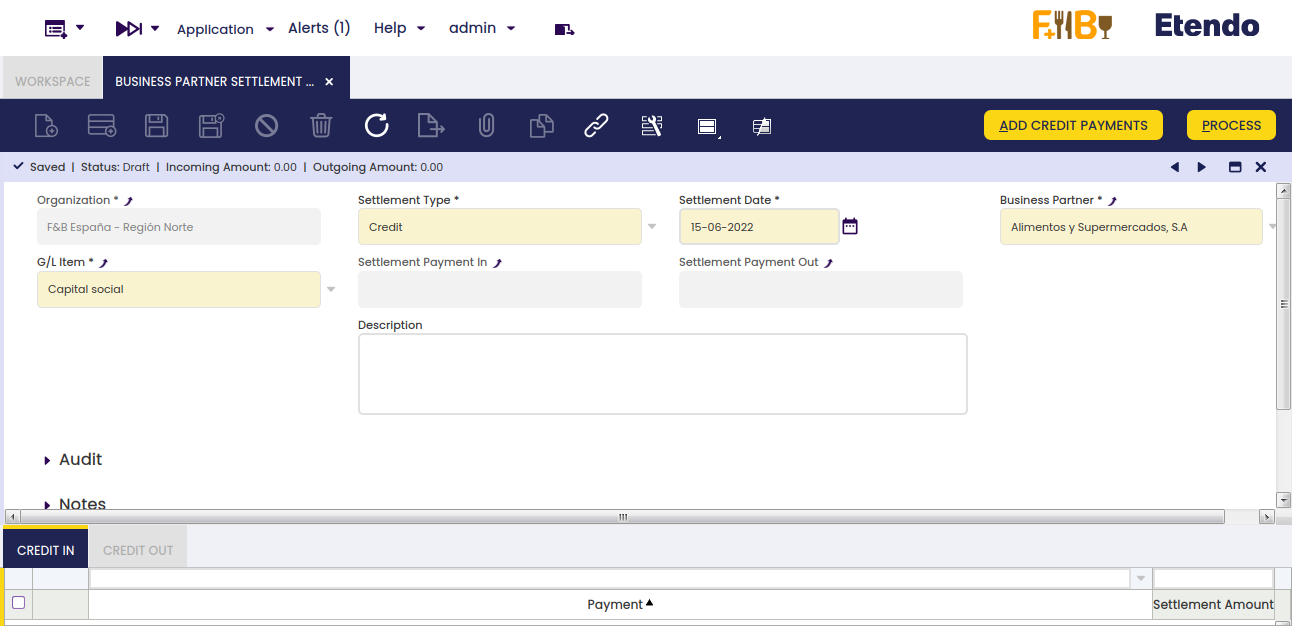 Application Alerts (1) Help admin F&B Etendo
WORKSPACE BUSINESS PARTNER SETTLEMENT ...
ADD CREDIT PAYMENTS PROCESS
Saved | Status: Draft | Incoming Amount: 0.00 | Outgoing Amount: 0.00
Organization * Settlement Type * Settlement Date * Business Partner *
F&B España - Región Norte Credit 15-06-2022 Alimentos y Supermercados, S.A
G/L Item * Settlement Payment In Settlement Payment Out
Capital social
Description
Audit
Notes
CREDIT IN CREDIT OUT
Payment Settlement Amount